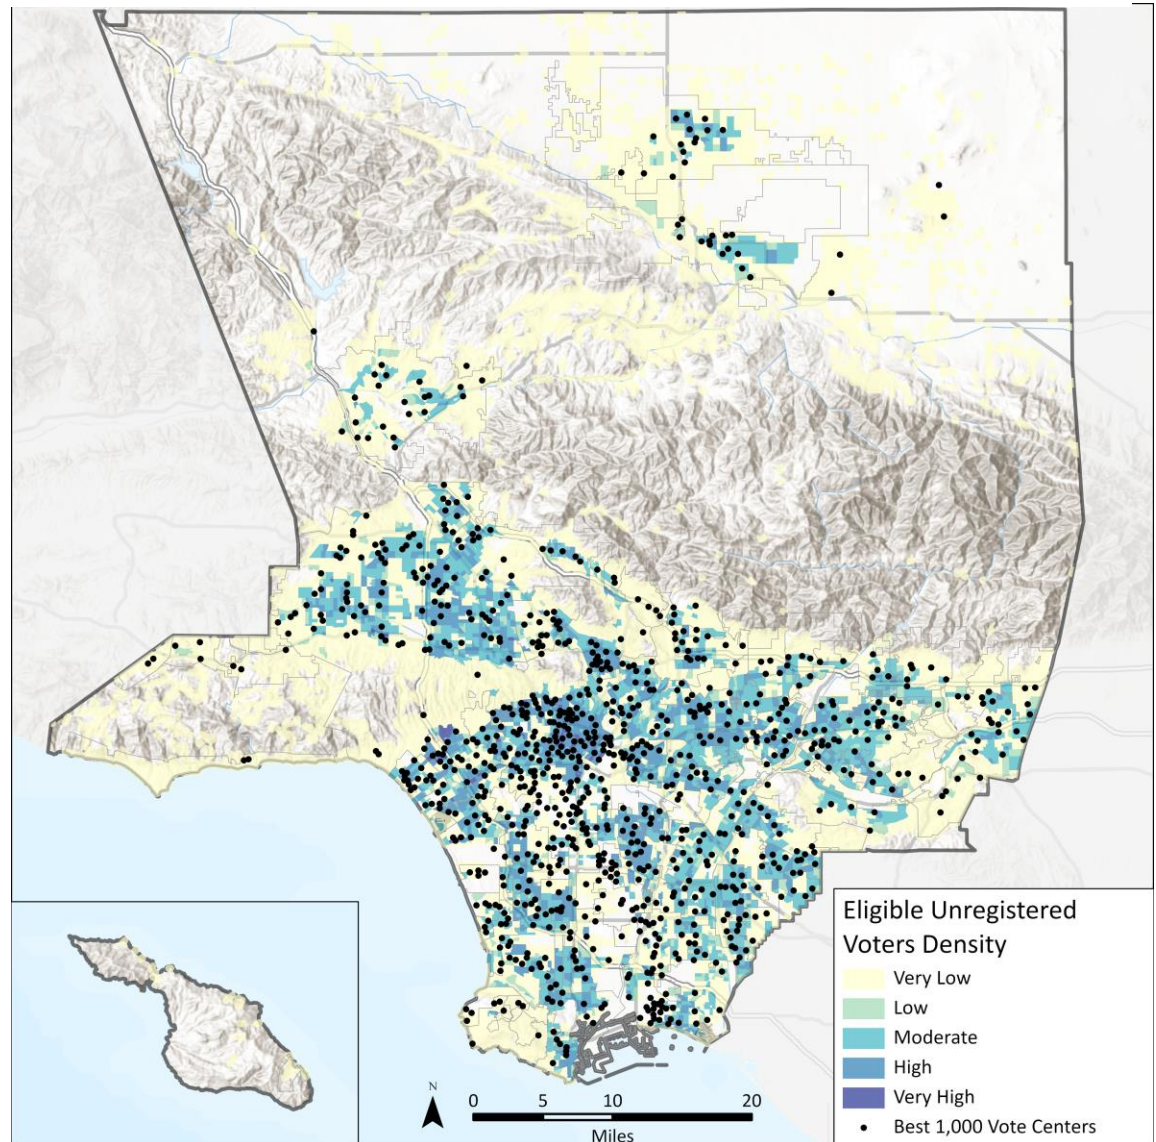 Eligible Unregistered
Voters Density
Very Low
Low
Moderate
High
Very High
Best 1,000 Vote Centers
N
0 5 10 20
Miles